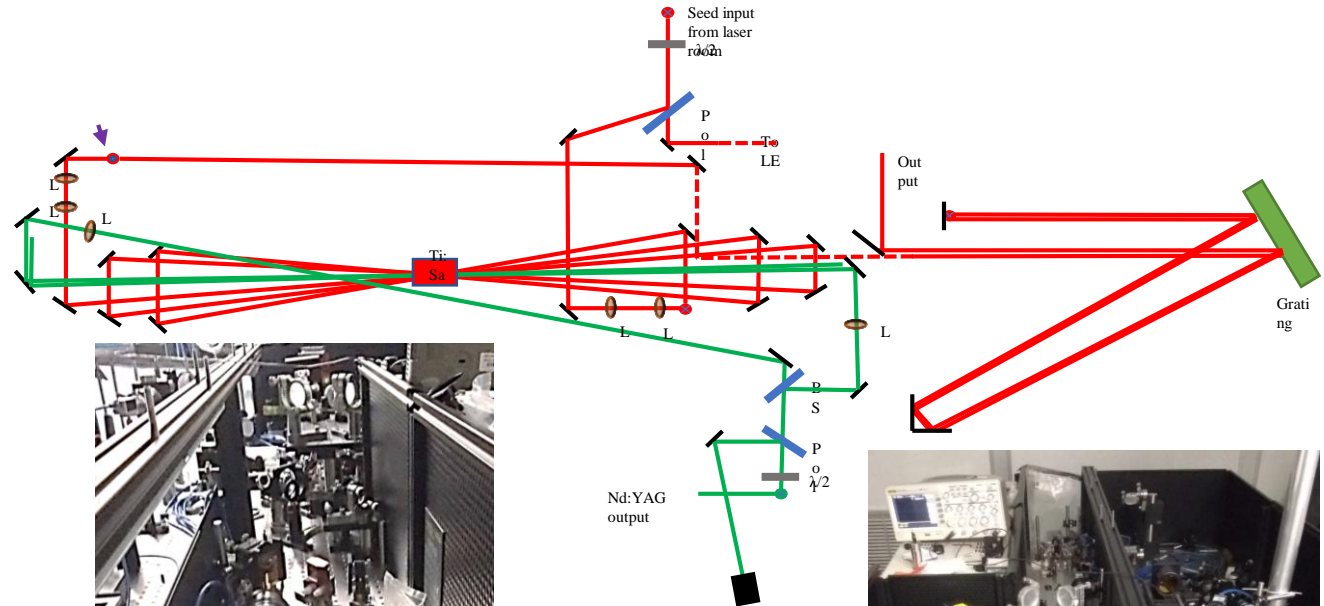 Seed input
from laser
room
λ/2
P
o
l
To
LE
Out
put
L
L
L
Ti:
Sa
L
L
L
Grati
ng
B
S
P
o
l
λ/2
Nd:YAG
output